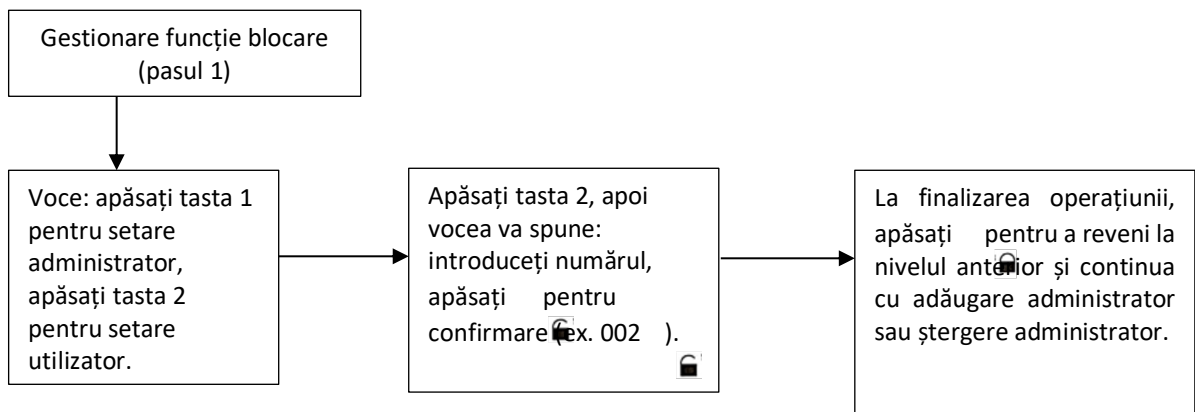 Gestionare funcție blocare
(pasul 1)
Voce: apăsați tasta 1
pentru setare
administrator,
apăsați tasta 2
pentru setare
utilizator.
Apăsați tasta 2, apoi
vocea va spune:
introduceți numărul,
apăsați pentru
confirmare (ex. 002 ).
La finalizarea operațiunii,
apăsați pentru a reveni la
nivelul anterior și continua
cu adăugare administrator
sau ștergere administrator.